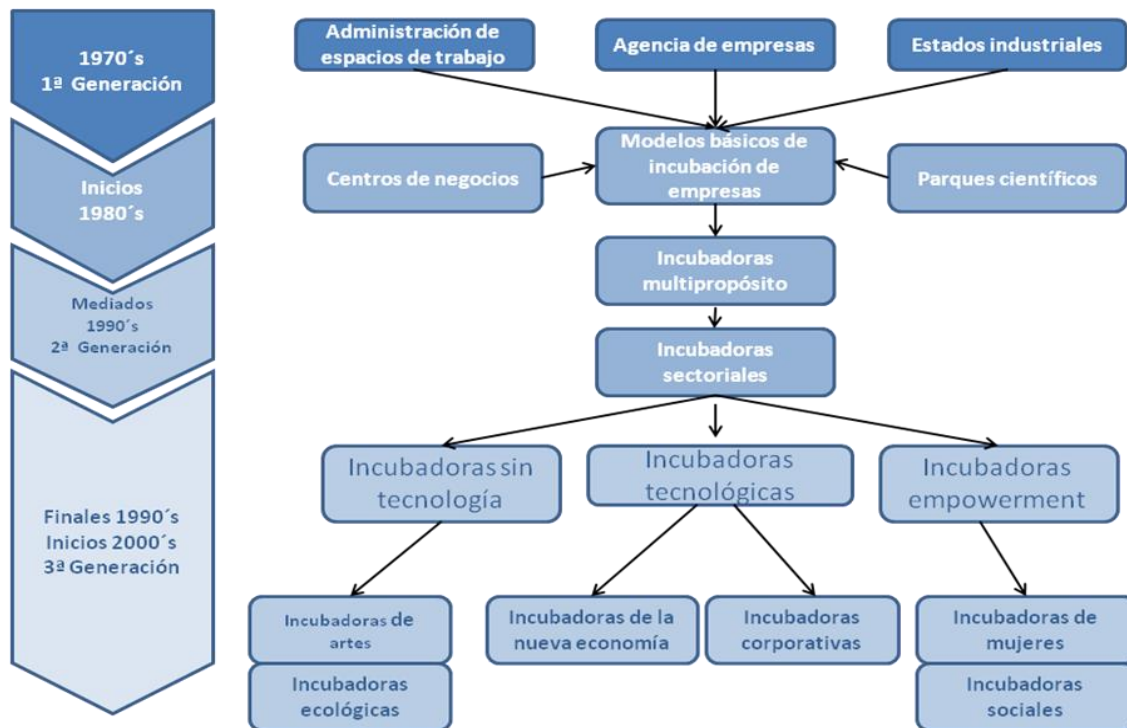 1970´s
1ª Generación
Inicios
1980´s
Mediados
1990´s
2ª Generación
Finales 1990´s
Inicios 2000´s
3ª Generación
Administración de
espacios de trabajo
Agencia de empresas
Estados industriales
Centros de negocios
Modelos básicos de
incubación de
empresas
Parques científicos
Incubadoras
multipropósito
Incubadoras
sectoriales
Incubadoras sin
tecnología
Incubadoras
tecnológicas
Incubadoras
empowerment
Incubadoras de
artes
Incubadoras
ecológicas
Incubadoras de la
nueva economía
Incubadoras
corporativas
Incubadoras de
mujeres
Incubadoras
sociales